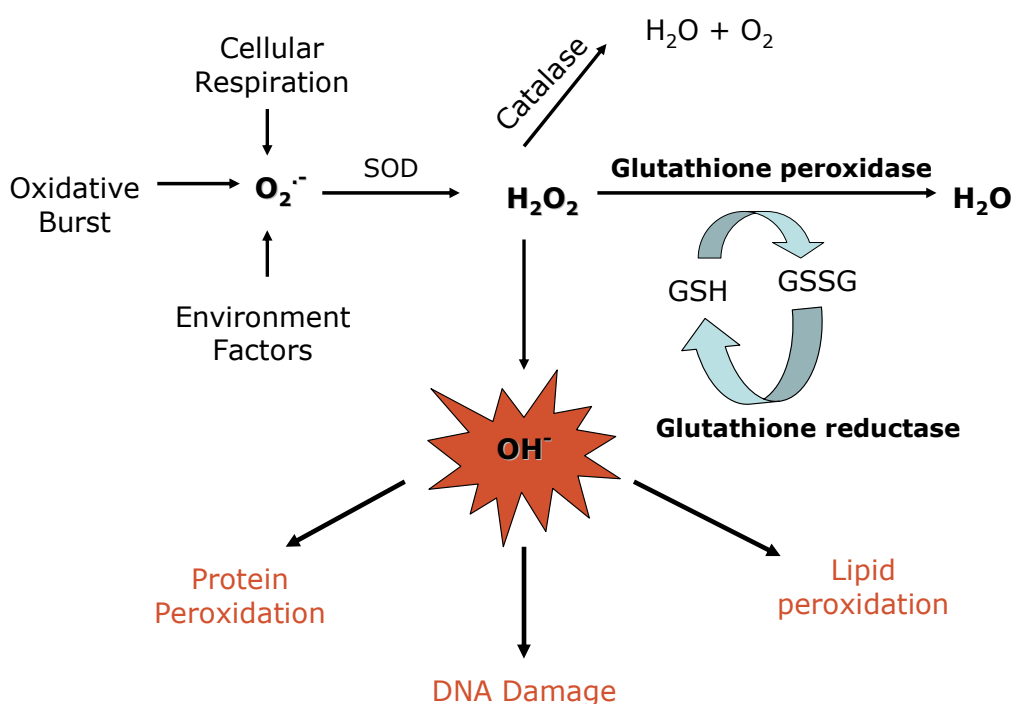 Cellular
Respiration
Catalase
H₂O + O₂
Oxidative
Burst
O₂·⁻
SOD
H₂O₂
Glutathione peroxidase
H₂O
Environment
Factors
GSH
GSSG
Glutathione reductase
OH⁻
Protein
Peroxidation
Lipid
peroxidation
DNA Damage